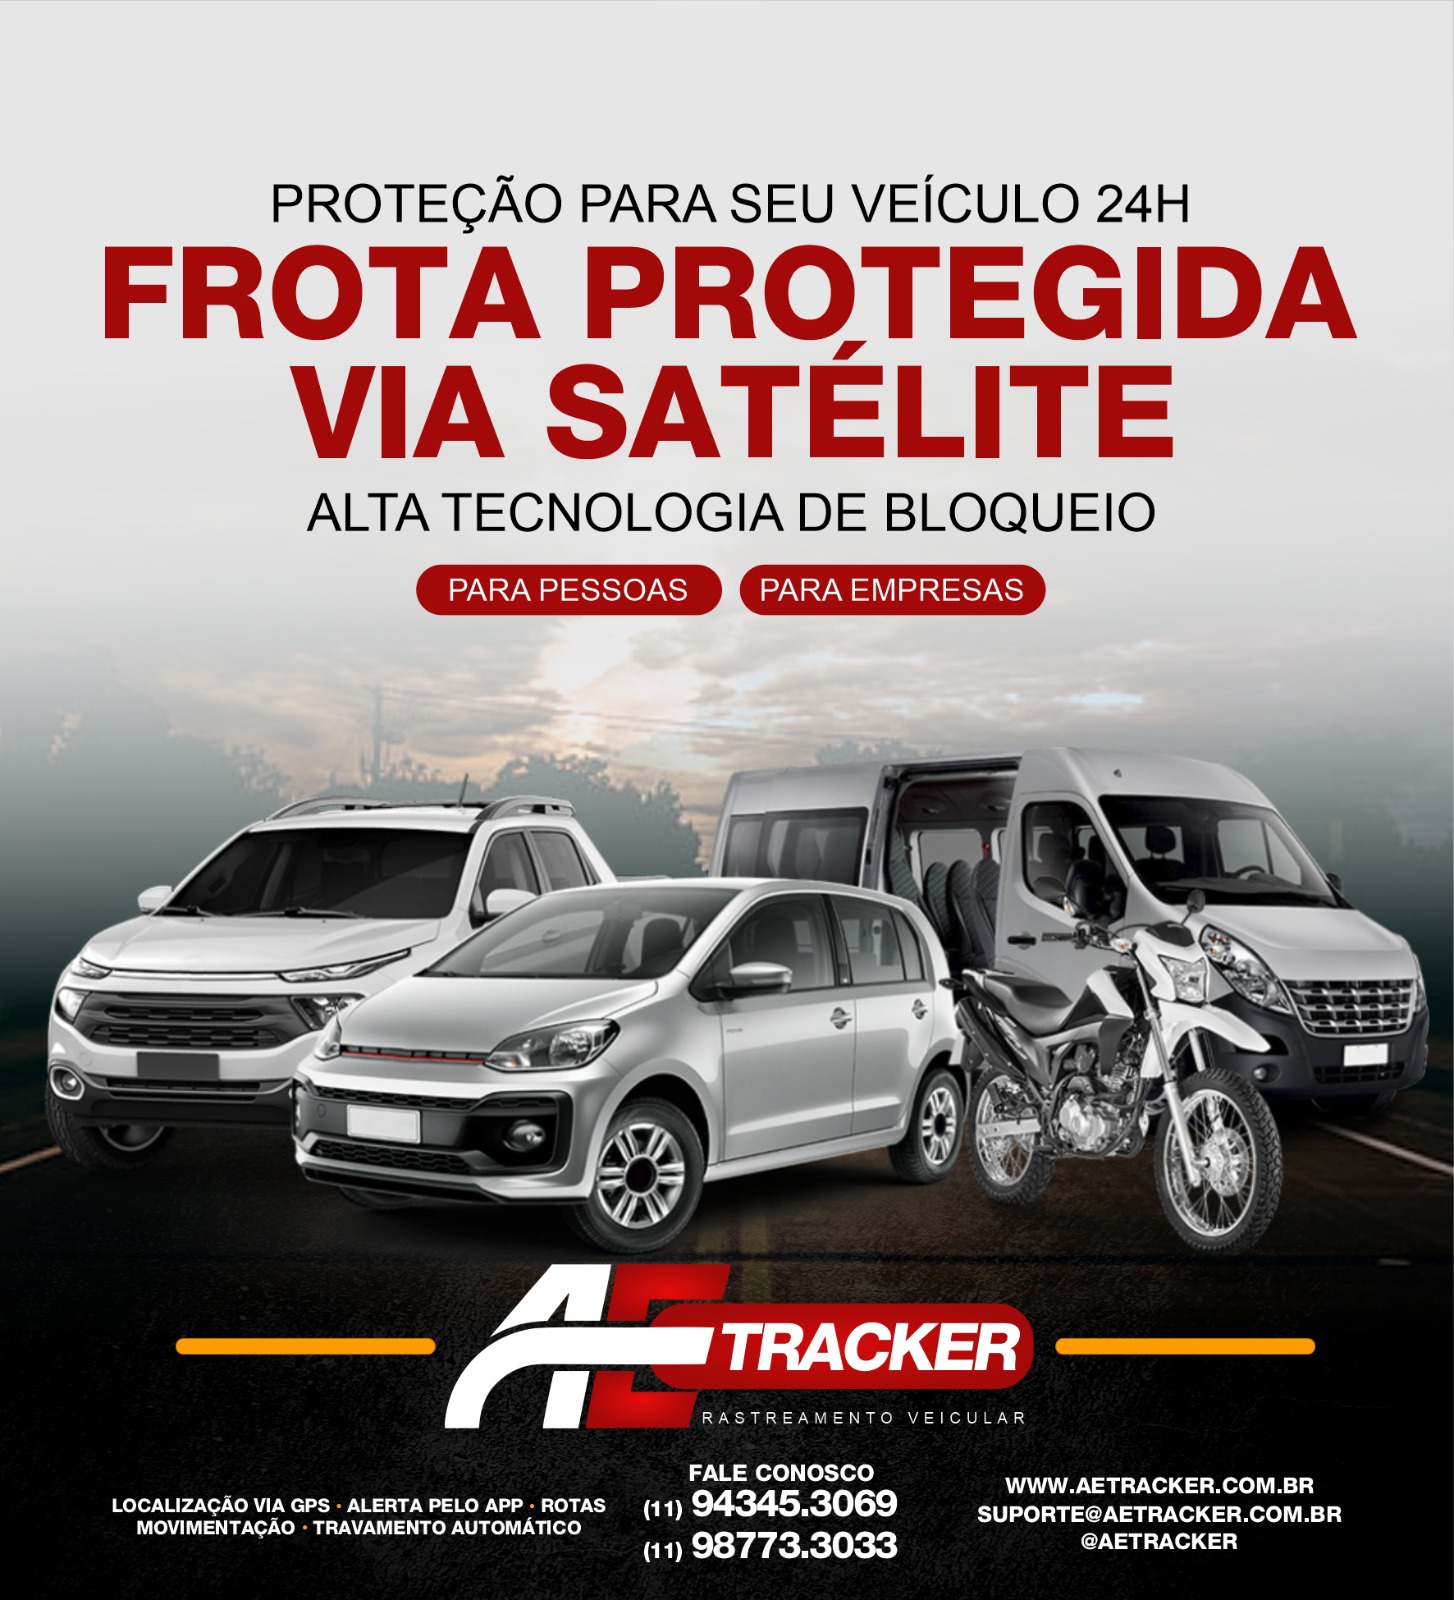 PROTEÇÃO PARA SEU VEÍCULO 24H
FROTA PROTEGIDA
VIA SATÉLITE
ALTA TECNOLOGIA DE BLOQUEIO
PARA PESSOAS PARA EMPRESAS
AE TRACKER
RASTREAMENTO VEICULAR
LOCALIZAÇÃO VIA GPS • ALERTA PELO APP • ROTAS
MOVIMENTAÇÃO • TRAVAMENTO AUTOMÁTICO
FALE CONOSCO
(11) 94345.3069
(11) 98773.3033
WWW.AETRACKER.COM.BR
SUPORTE@AETRACKER.COM.BR
@AETRACKER